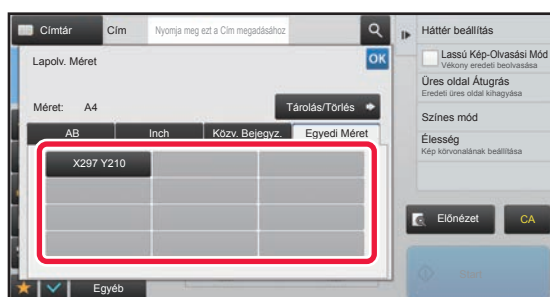 Címtár
Cím
Nyomja meg ezt a Cím megadásához
Lapolv. Méret
OK
Méret: A4
Tárolás/Törlés
AB
Inch
Közv. Bejegyz.
Egyedi Méret
X297 Y210
Egyéb
Háttér beállítás
Lassú Kép-Olvasási Mód
Vékony eredeti beolvasása
Üres oldal Átugrás
Eredeti üres oldal kihagyása
Színes mód
Élesség
Kép körvonalának beállítása
Előnézet
CA
Start